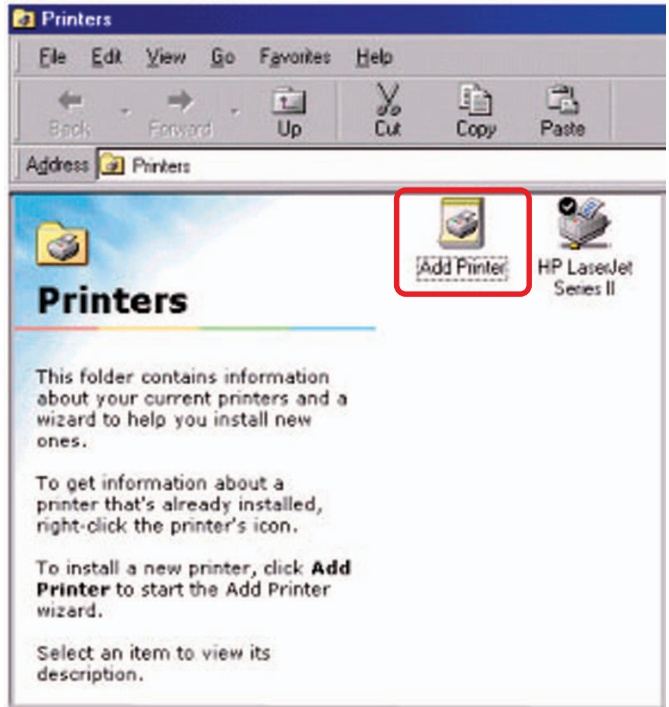 Printers
File Edit View Go Favorites Help
Back Forward Up Cut Copy Paste
Address Printers
Add Printer HP LaserJet
Series II
Printers
This folder contains information
about your current printers and a
wizard to help you install new
ones.
To get information about a
printer that's already installed,
right-click the printer's icon.
To install a new printer, click Add
Printer to start the Add Printer
wizard.
Select an item to view its
description.